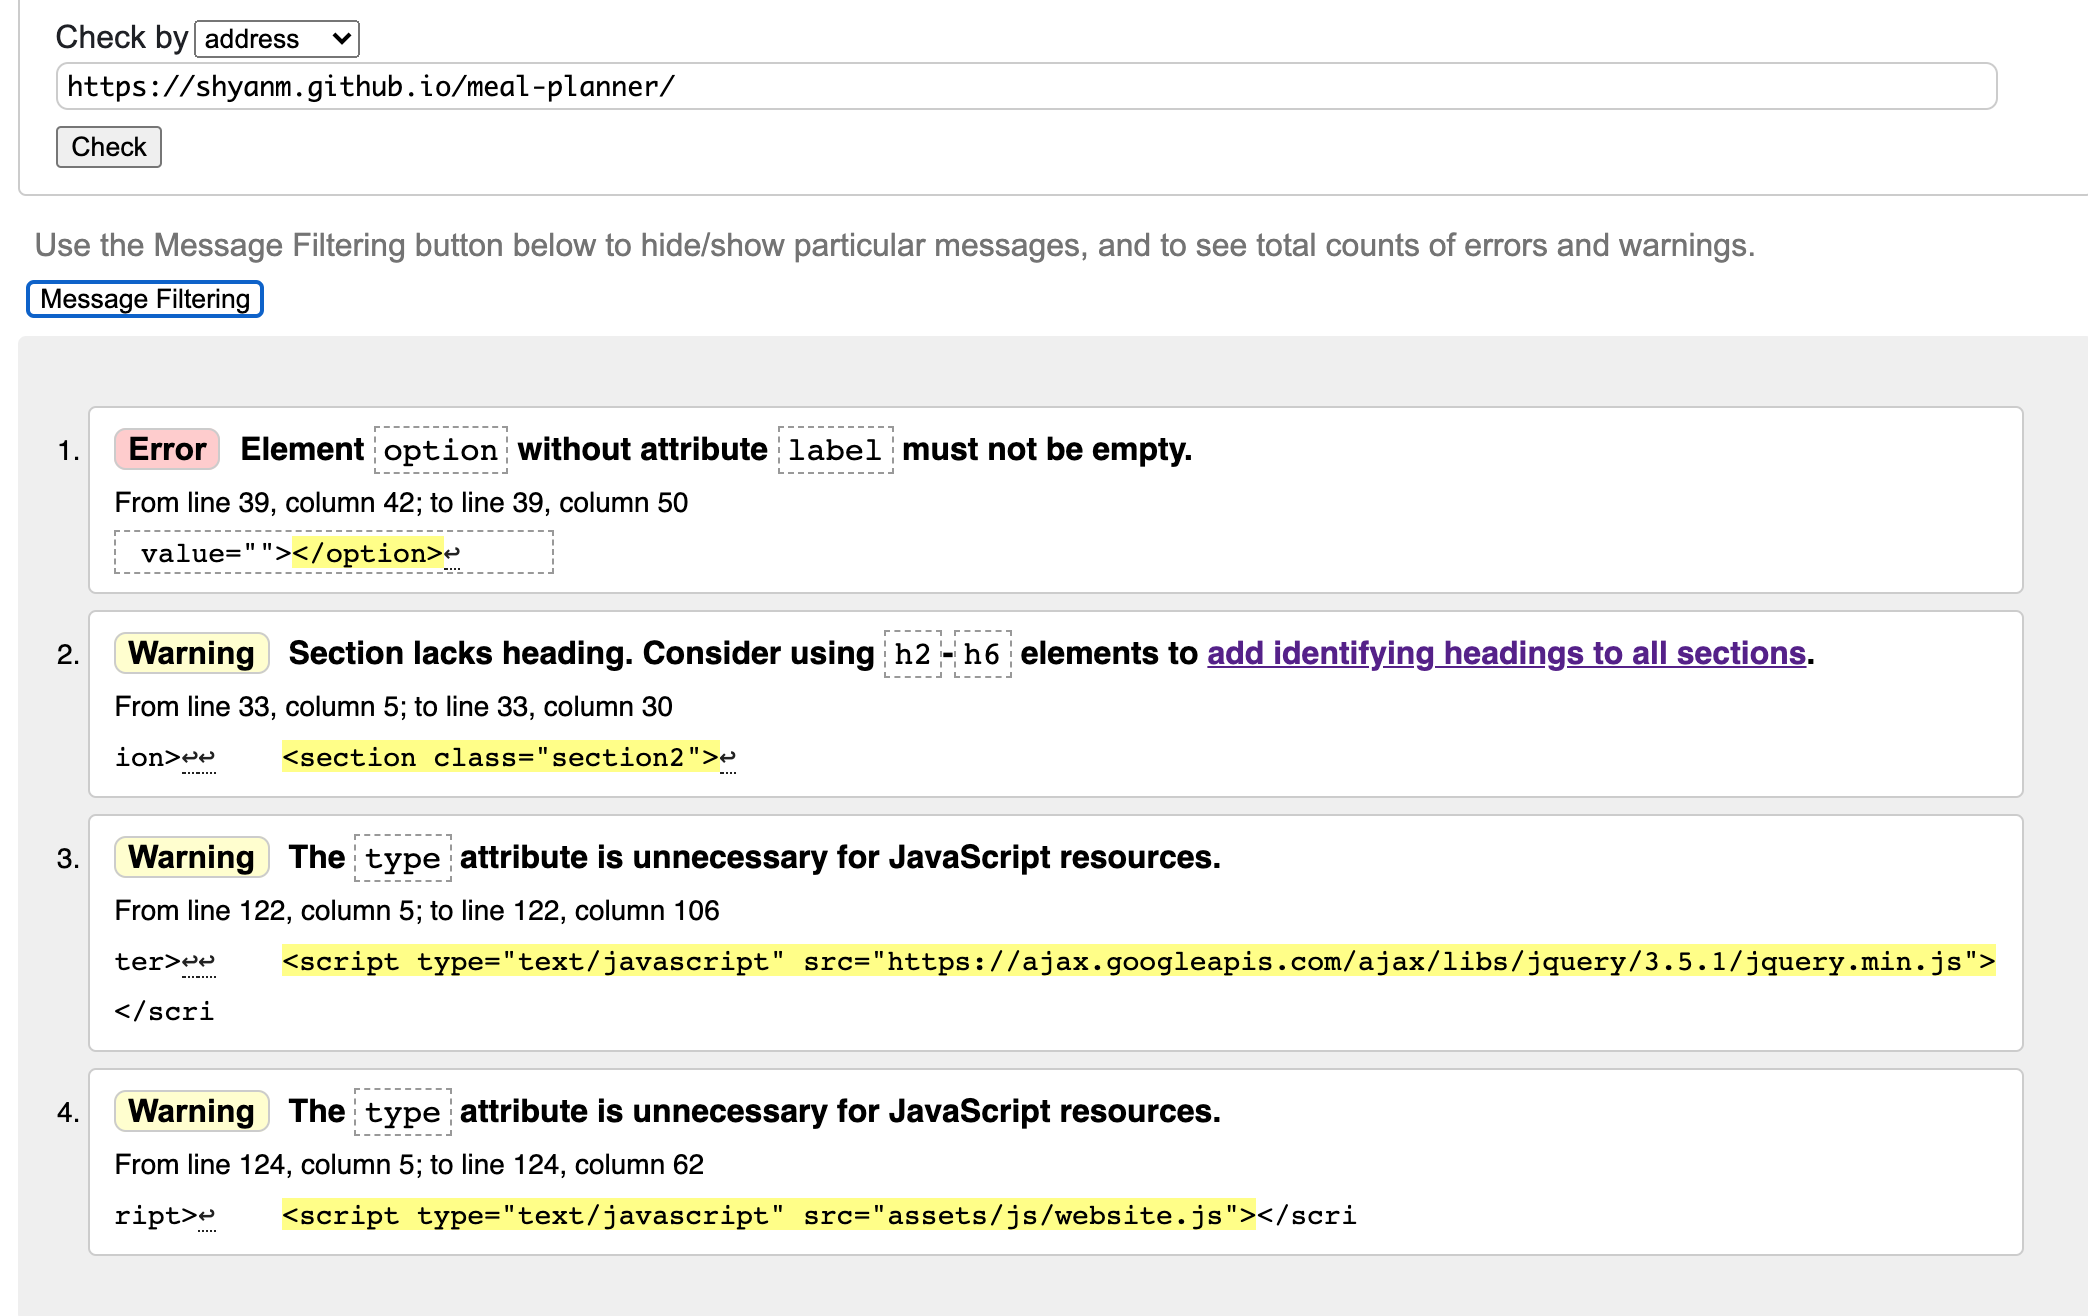 Check by address
https://shyanm.github.io/meal-planner/
Check
Use the Message Filtering button below to hide/show particular messages, and to see total counts of errors and warnings.
Message Filtering
1. Error Element option without attribute label must not be empty.
From line 39, column 42; to line 39, column 50
value=""></option>↩
2. Warning Section lacks heading. Consider using h2-h6 elements to add identifying headings to all sections.
From line 33, column 5; to line 33, column 30
ion>↩↩    <section class="section2">↩
3. Warning The type attribute is unnecessary for JavaScript resources.
From line 122, column 5; to line 122, column 106
ter>↩↩    <script type="text/javascript" src="https://ajax.googleapis.com/ajax/libs/jquery/3.5.1/jquery.min.js">
</scri
4. Warning The type attribute is unnecessary for JavaScript resources.
From line 124, column 5; to line 124, column 62
ript>↩    <script type="text/javascript" src="assets/js/website.js"></scri